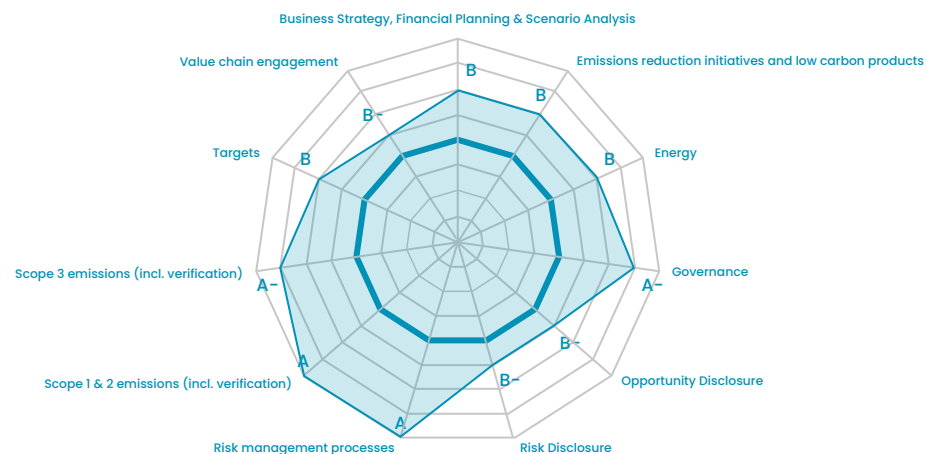 Business Strategy, Financial Planning & Scenario Analysis
Value chain engagement
Emissions reduction initiatives and low carbon products
B
B
B-
Targets
B
B
Energy
Scope 3 emissions (incl. verification)
A-
Governance
A-
B-
Opportunity Disclosure
A
Scope 1 & 2 emissions (incl. verification)
B-
A
Risk management processes
Risk Disclosure